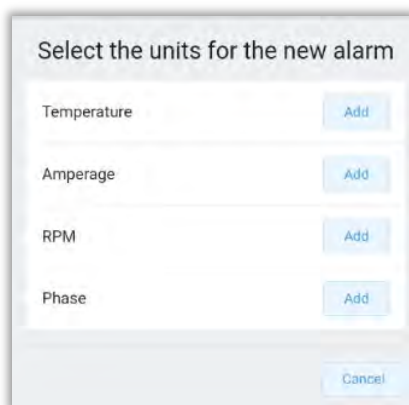 Select the units for the new alarm
Temperature Add
Amperage Add
RPM Add
Phase Add
Cancel